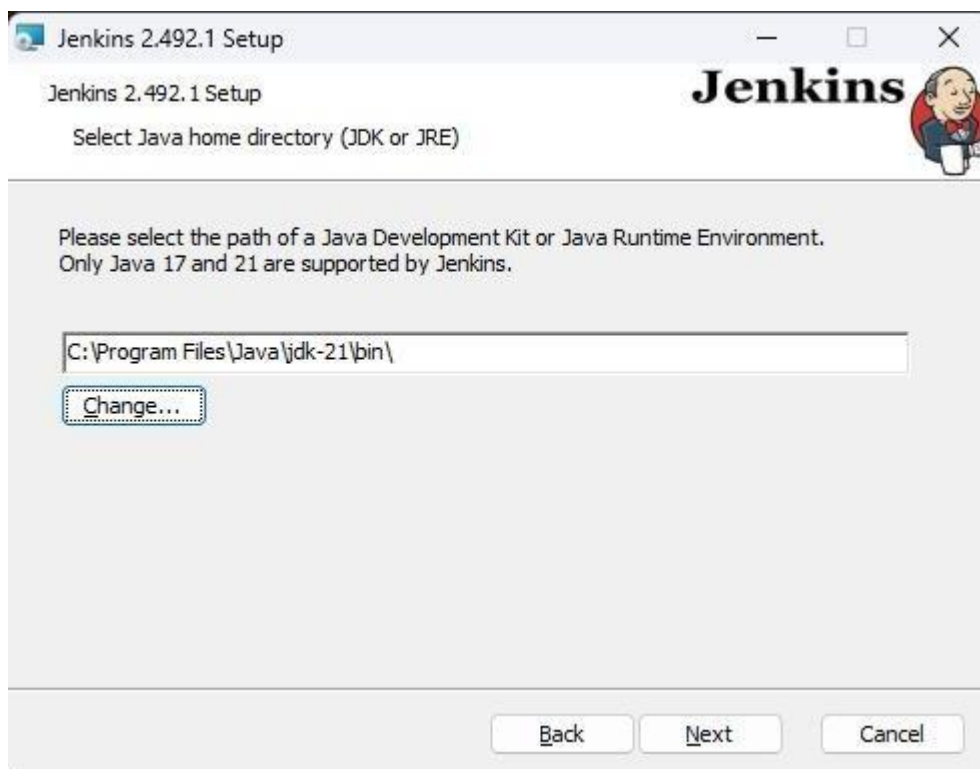 Jenkins 2.492.1 Setup
Jenkins 2.492.1 Setup
Jenkins
Select Java home directory (JDK or JRE)
Please select the path of a Java Development Kit or Java Runtime Environment.
Only Java 17 and 21 are supported by Jenkins.
C:\Program Files\Java\jdk-21\bin\
Change...
Back
Next
Cancel